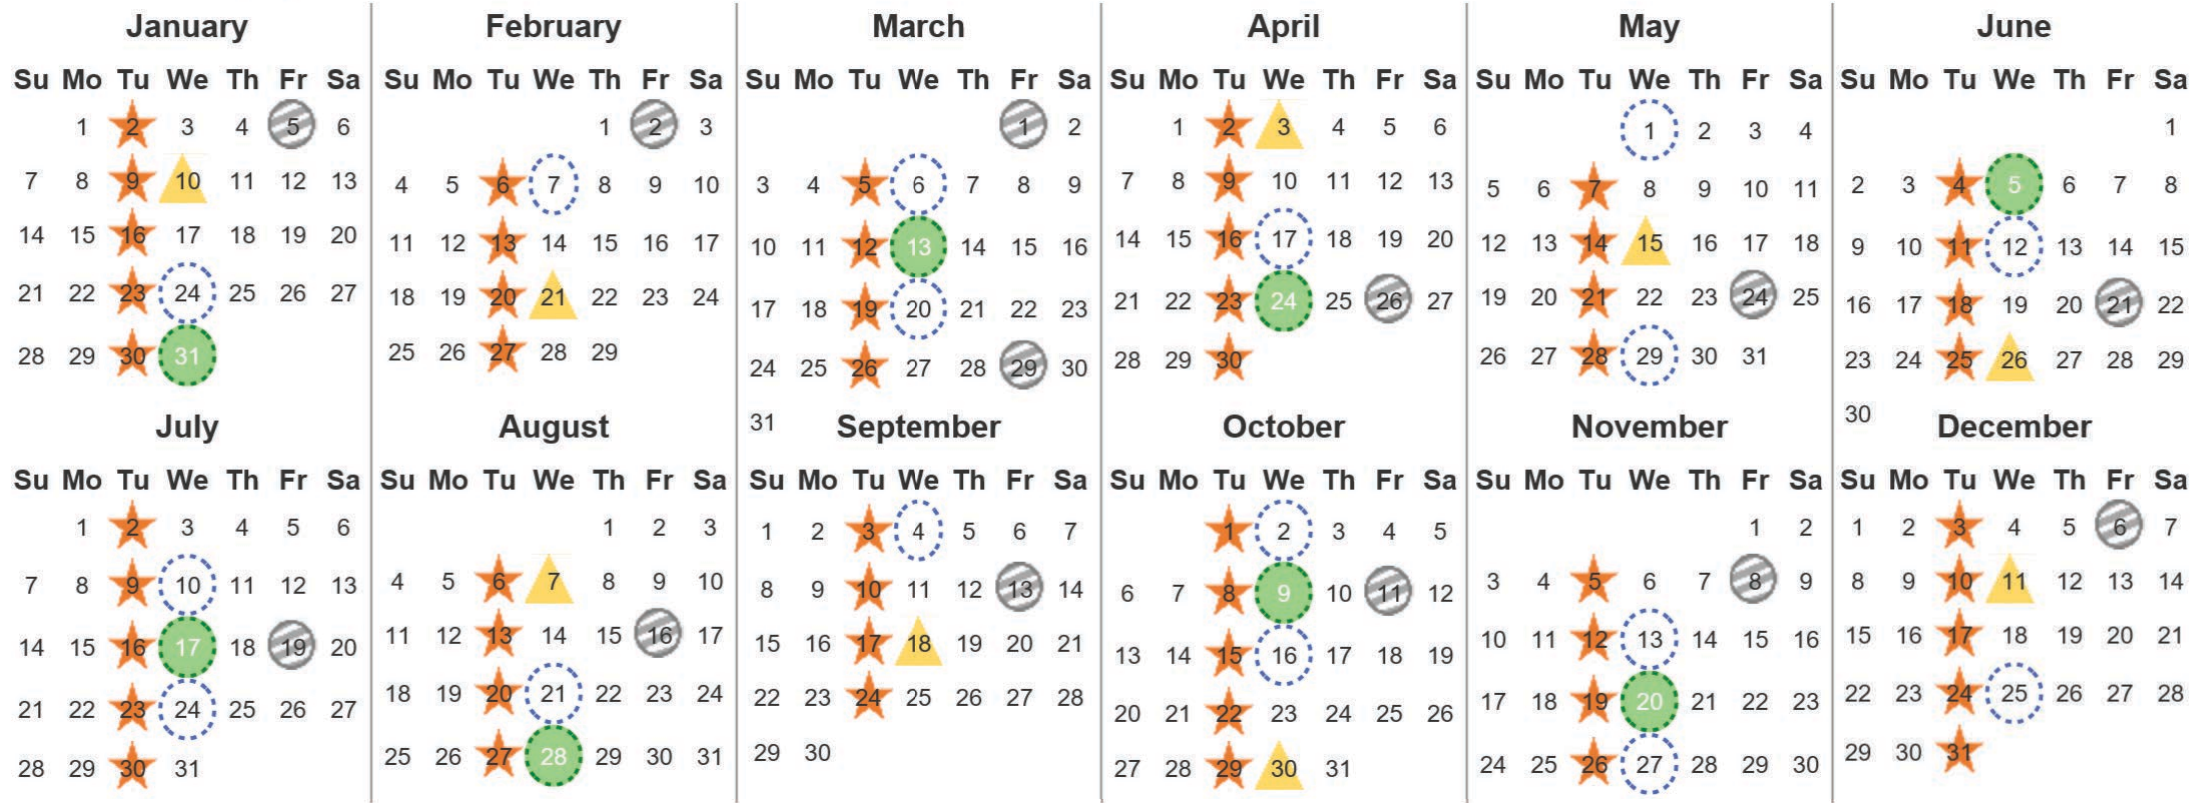 January
Su Mo Tu We Th Fr Sa
1 2 3 4 5 6
7 8 9 10 11 12 13
14 15 16 17 18 19 20
21 22 23 24 25 26 27
28 29 30 31
February
Su Mo Tu We Th Fr Sa
1 2 3
4 5 6 7 8 9 10
11 12 13 14 15 16 17
18 19 20 21 22 23 24
25 26 27 28 29
March
Su Mo Tu We Th Fr Sa
1 2
3 4 5 6 7 8 9
10 11 12 13 14 15 16
17 18 19 20 21 22 23
24 25 26 27 28 29 30
31
April
Su Mo Tu We Th Fr Sa
1 2 3 4 5 6
7 8 9 10 11 12 13
14 15 16 17 18 19 20
21 22 23 24 25 26 27
28 29 30
May
Su Mo Tu We Th Fr Sa
1 2 3 4
5 6 7 8 9 10 11
12 13 14 15 16 17 18
19 20 21 22 23 24 25
26 27 28 29 30 31
June
Su Mo Tu We Th Fr Sa
1
2 3 4 5 6 7 8
9 10 11 12 13 14 15
16 17 18 19 20 21 22
23 24 25 26 27 28 29
30
July
Su Mo Tu We Th Fr Sa
1 2 3 4 5 6
7 8 9 10 11 12 13
14 15 16 17 18 19 20
21 22 23 24 25 26 27
28 29 30 31
August
Su Mo Tu We Th Fr Sa
1 2 3
4 5 6 7 8 9 10
11 12 13 14 15 16 17
18 19 20 21 22 23 24
25 26 27 28 29 30 31
September
Su Mo Tu We Th Fr Sa
1 2 3 4 5 6 7
8 9 10 11 12 13 14
15 16 17 18 19 20 21
22 23 24 25 26 27 28
29 30
October
Su Mo Tu We Th Fr Sa
1 2 3 4 5
6 7 8 9 10 11 12
13 14 15 16 17 18 19
20 21 22 23 24 25 26
27 28 29 30 31
November
Su Mo Tu We Th Fr Sa
1 2
3 4 5 6 7 8 9
10 11 12 13 14 15 16
17 18 19 20 21 22 23
24 25 26 27 28 29 30
December
Su Mo Tu We Th Fr Sa
1 2 3 4 5 6 7
8 9 10 11 12 13 14
15 16 17 18 19 20 21
22 23 24 25 26 27 28
29 30 31